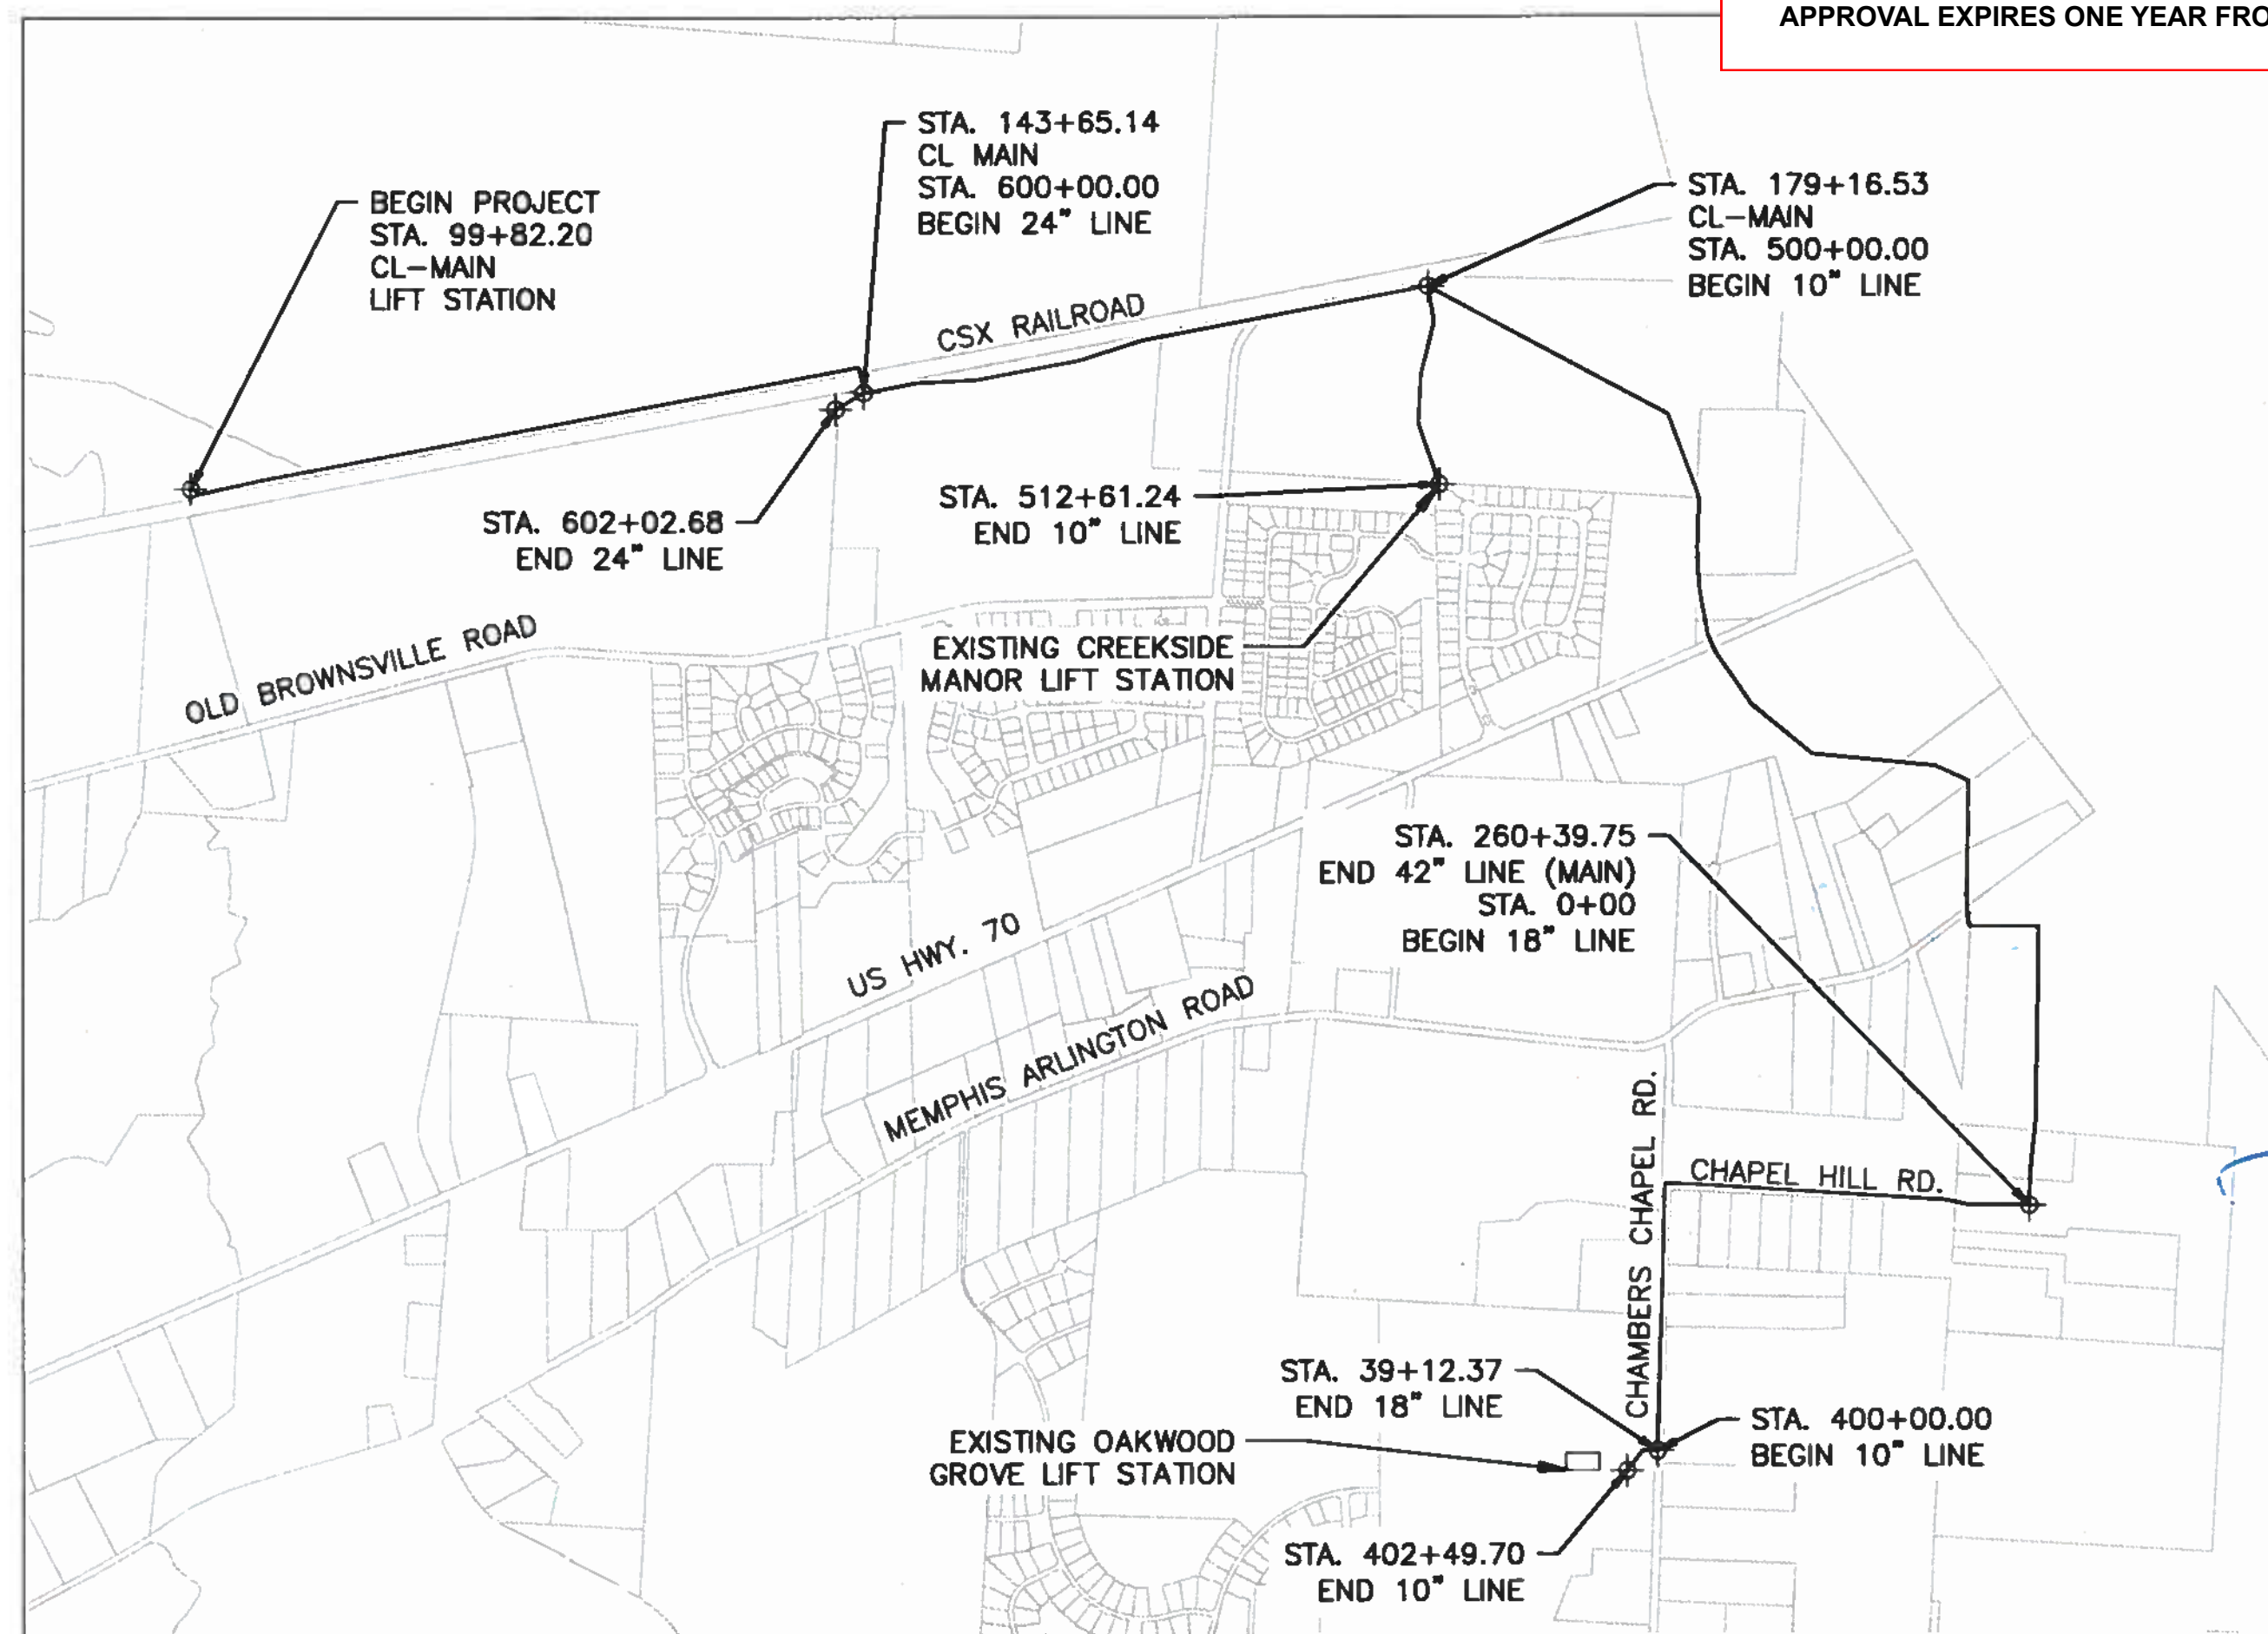 APPROVAL EXPIRES ONE YEAR FRO
STA. 143+65.14
CL MAIN
STA. 600+00.00
BEGIN 24" LINE
BEGIN PROJECT
STA. 99+82.20
CL-MAIN
LIFT STATION
STA. 179+16.53
CL-MAIN
STA. 500+00.00
BEGIN 10" LINE
CSX RAILROAD
STA. 602+02.68
END 24" LINE
STA. 512+61.24
END 10" LINE
OLD BROWNSVILLE ROAD
EXISTING CREEKSIDE
MANOR LIFT STATION
STA. 260+39.75
END 42" LINE (MAIN)
STA. 0+00
BEGIN 18" LINE
US HWY. 70
MEMPHIS ARLINGTON ROAD
CHAMBERS CHAPEL RD.
CHAPEL HILL RD.
STA. 39+12.37
END 18" LINE
EXISTING OAKWOOD
GROVE LIFT STATION
STA. 400+00.00
BEGIN 10" LINE
STA. 402+49.70
END 10" LINE